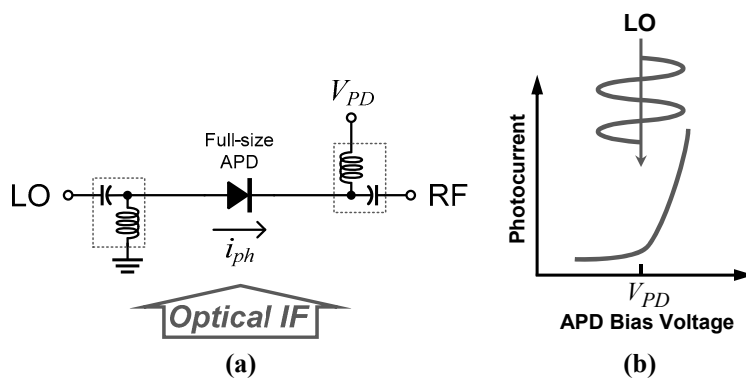 V_PD
Full-size
APD
LO
RF
i_ph
Optical IF
(a)
LO
Photocurrent
V_PD
APD Bias Voltage
(b)